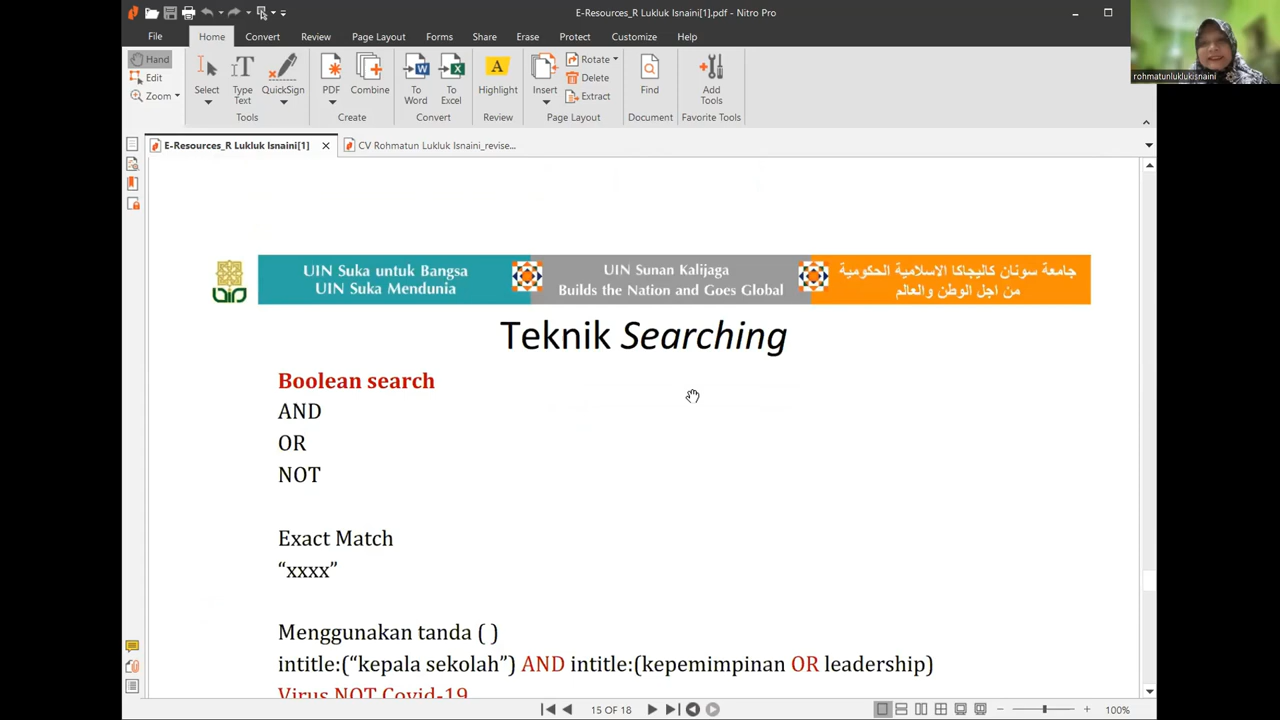 E-Resources_R Lukluk Isnaini[1].pdf - Nitro Pro
File Home Convert Review Page Layout Forms Share Erase Protect Customize Help
rohmatunluklukisnaini
Hand
Edit
Zoom
Select
Type Text
QuickSign
Tools
PDF
Combine
Create
To Word
To Excel
Convert
Highlight
Review
Insert
Rotate
Delete
Extract
Page Layout
Find
Document
Add Tools
Favorite Tools
E-Resources_R Lukluk Isnaini[1]
CV Rohmatun Lukluk Isnaini_revise...
UIN Suka untuk Bangsa
UIN Suka Mendunia
UIN Sunan Kalijaga
Builds the Nation and Goes Global
جامعة سونان كاليجاكا الاسلامية الحكومية
من اجل الوطن والعالم
Teknik Searching
Boolean search
AND
OR
NOT
Exact Match
“xxxx”
Menggunakan tanda ( )
intitle:(“kepala sekolah”) AND intitle:(kepemimpinan OR leadership)
Virus NOT Covid-19
15 OF 18
100%